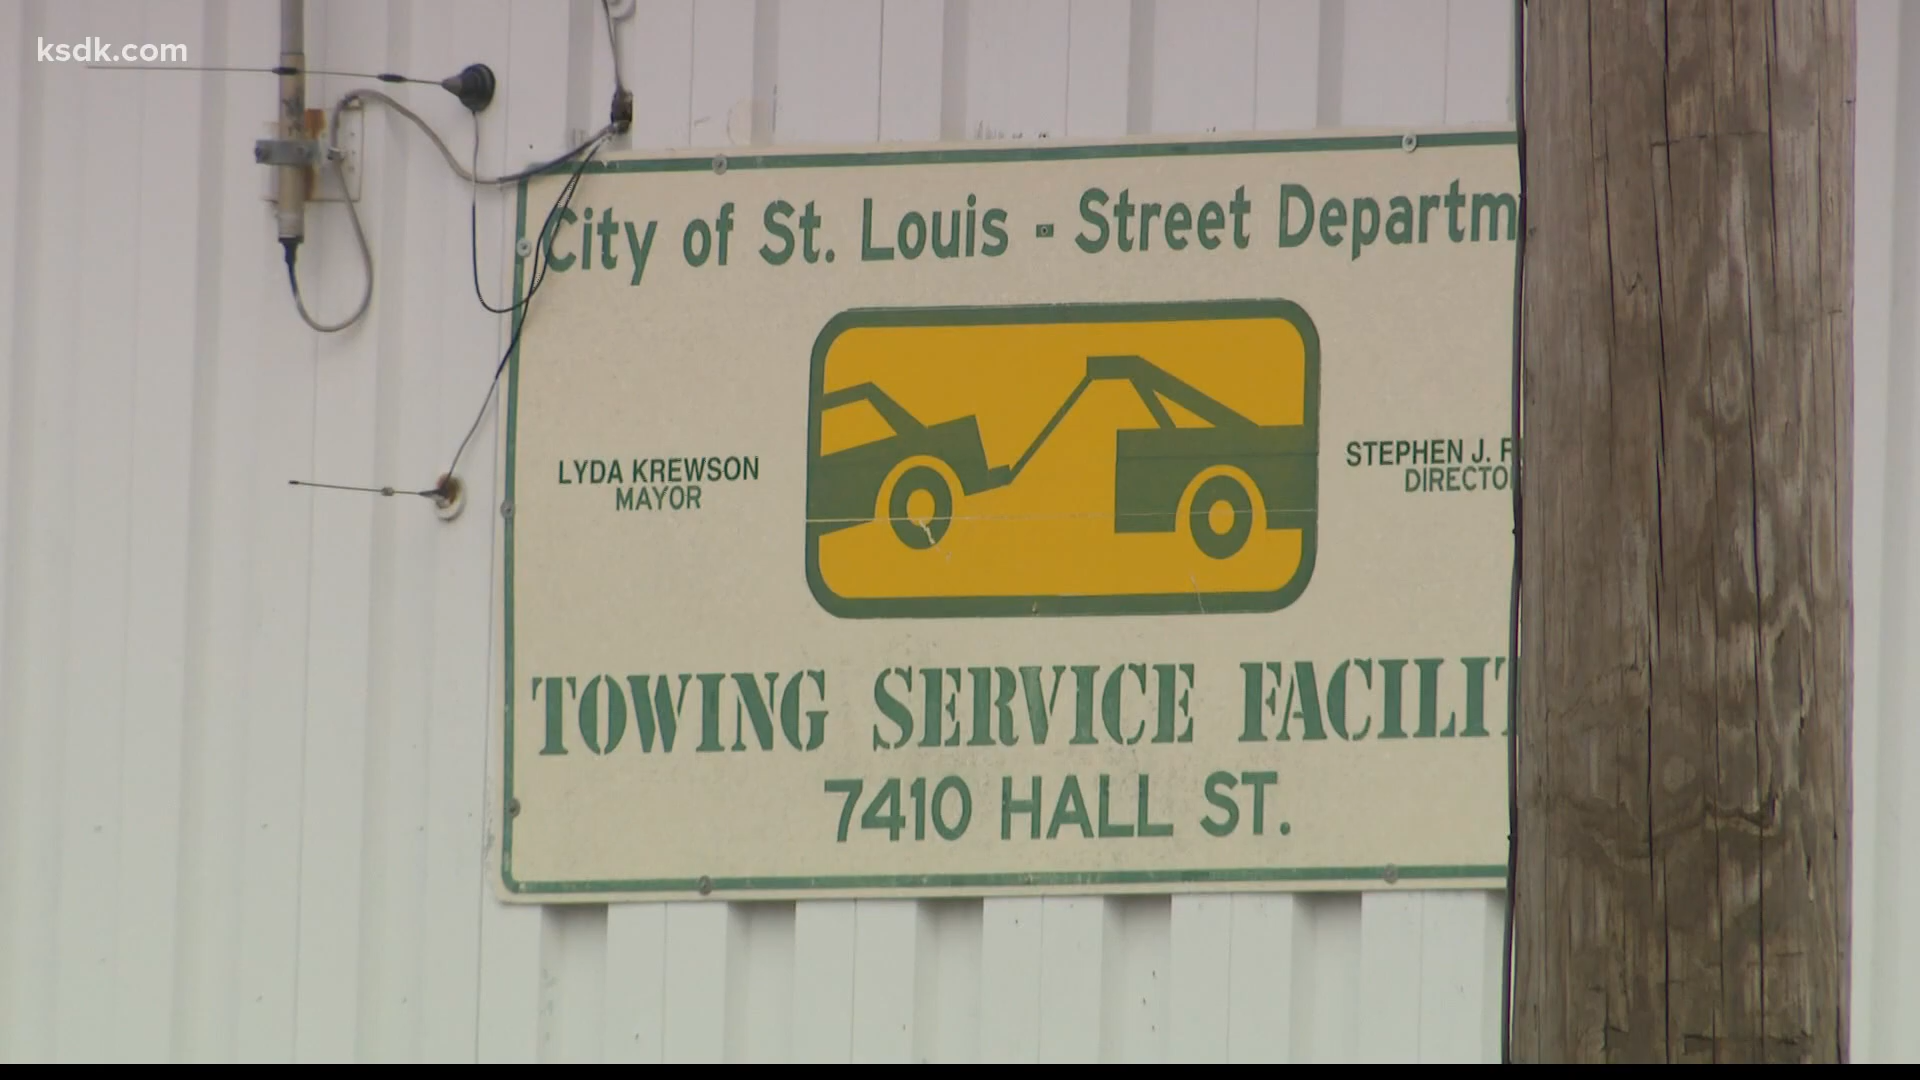 ksdk.com
City of St. Louis - Street Departm
LYDA KREWSON
MAYOR
STEPHEN J.
DIRECTO
TOWING SERVICE FACILIT
7410 HALL ST.